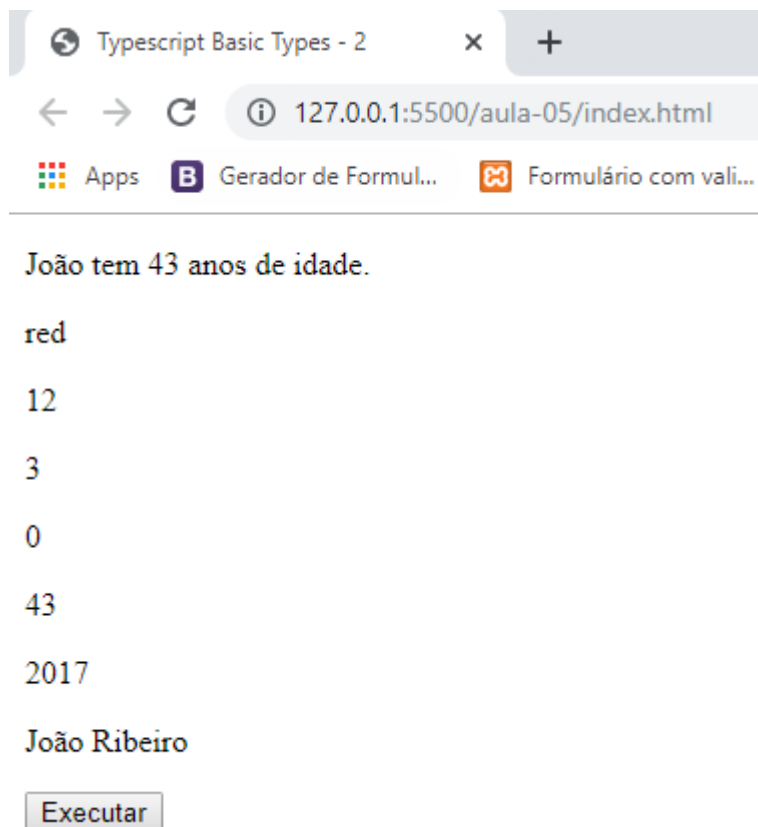 Typescript Basic Types - 2
127.0.0.1:5500/aula-05/index.html
Apps B Gerador de Formul... Formulário com vali...
João tem 43 anos de idade.
red
12
3
0
43
2017
João Ribeiro
Executar